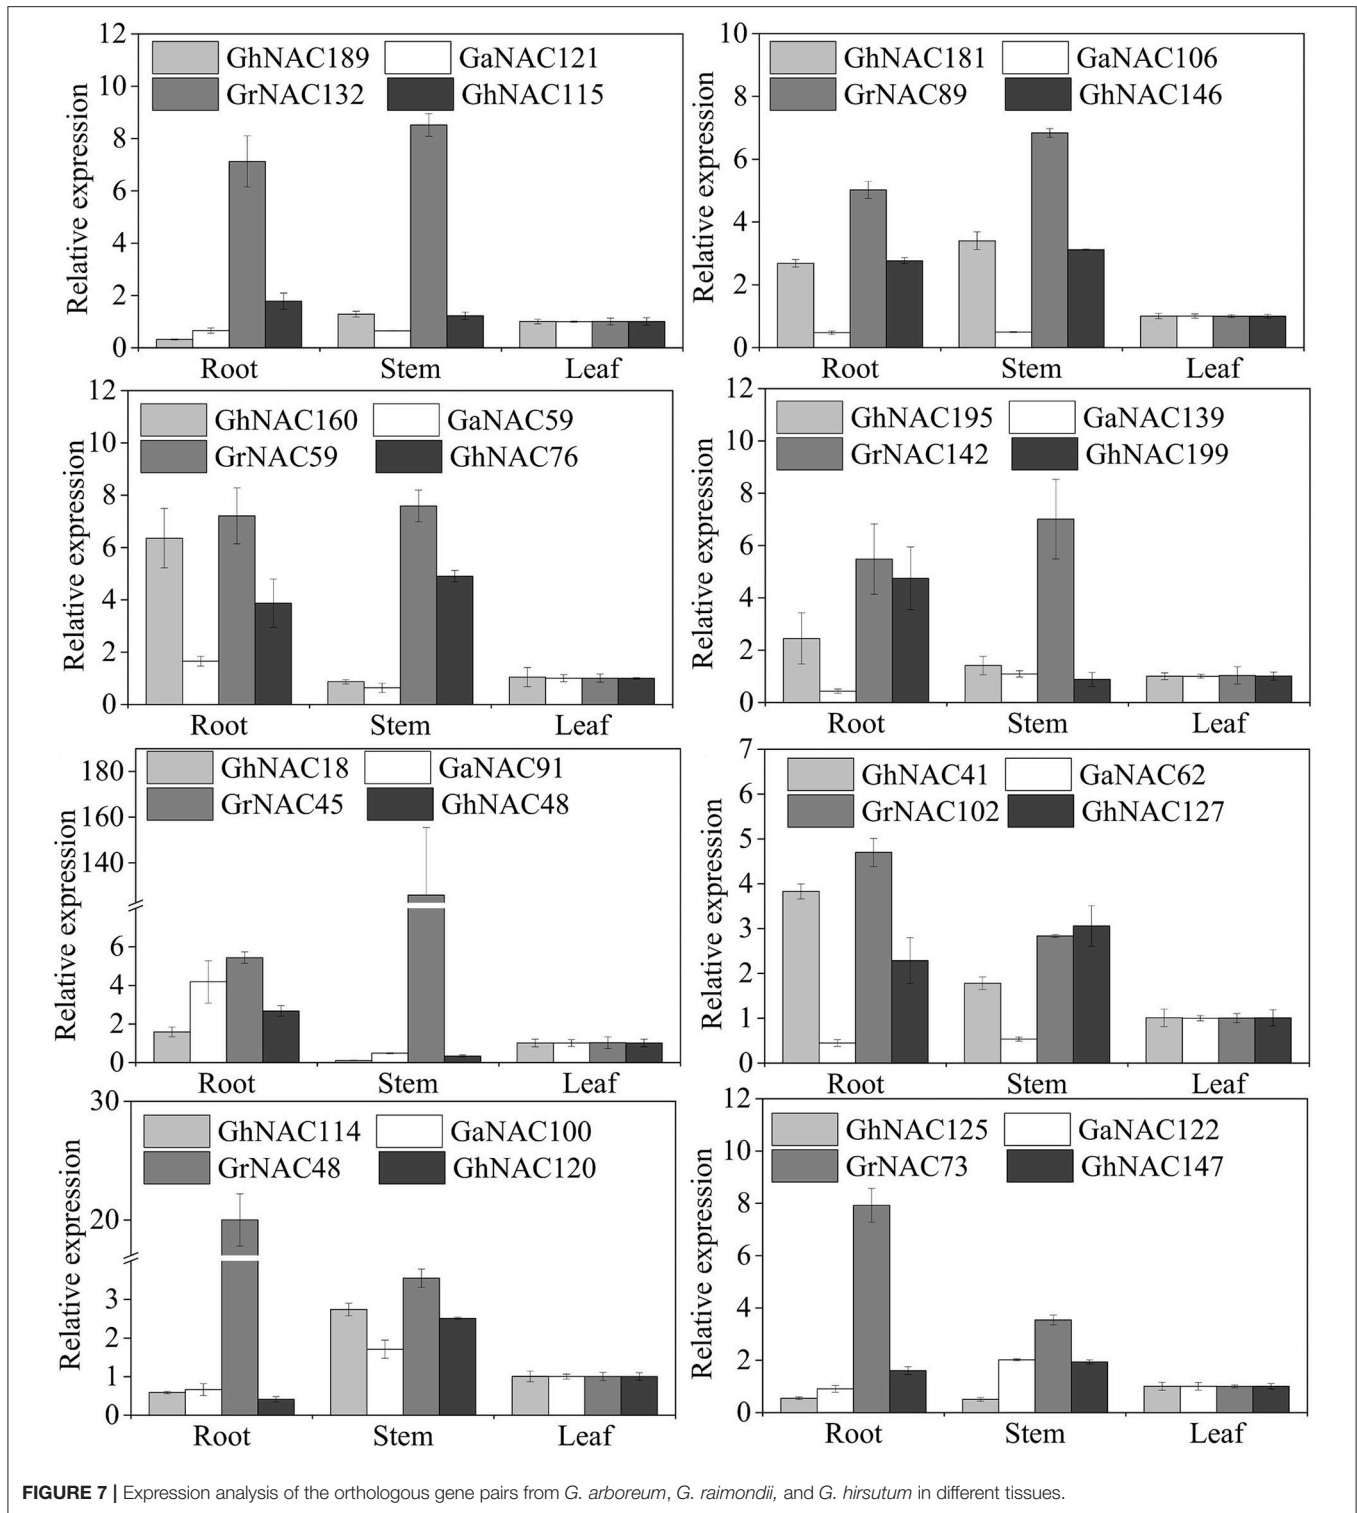 Relative expression
12
10
8
6
4
2
0
GhNAC189 GaNAC121
GrNAC132 GhNAC115
Root Stem Leaf
Relative expression
10
8
6
4
2
0
GhNAC181 GaNAC106
GrNAC89 GhNAC146
Root Stem Leaf
Relative expression
12
10
8
6
4
2
0
GhNAC160 GaNAC59
GrNAC59 GhNAC76
Root Stem Leaf
Relative expression
12
10
8
6
4
2
0
GhNAC195 GaNAC139
GrNAC142 GhNAC199
Root Stem Leaf
Relative expression
180
160
140
6
4
2
0
GhNAC18 GaNAC91
GrNAC45 GhNAC48
Root Stem Leaf
Relative expression
7
6
5
4
3
2
1
0
GhNAC41 GaNAC62
GrNAC102 GhNAC127
Root Stem Leaf
Relative expression
30
20
3
2
1
0
GhNAC114 GaNAC100
GrNAC48 GhNAC120
Root Stem Leaf
Relative expression
12
10
8
6
4
2
0
GhNAC125 GaNAC122
GrNAC73 GhNAC147
Root Stem Leaf
FIGURE 7 | Expression analysis of the orthologous gene pairs from G. arboreum, G. raimondii, and G. hirsutum in different tissues.